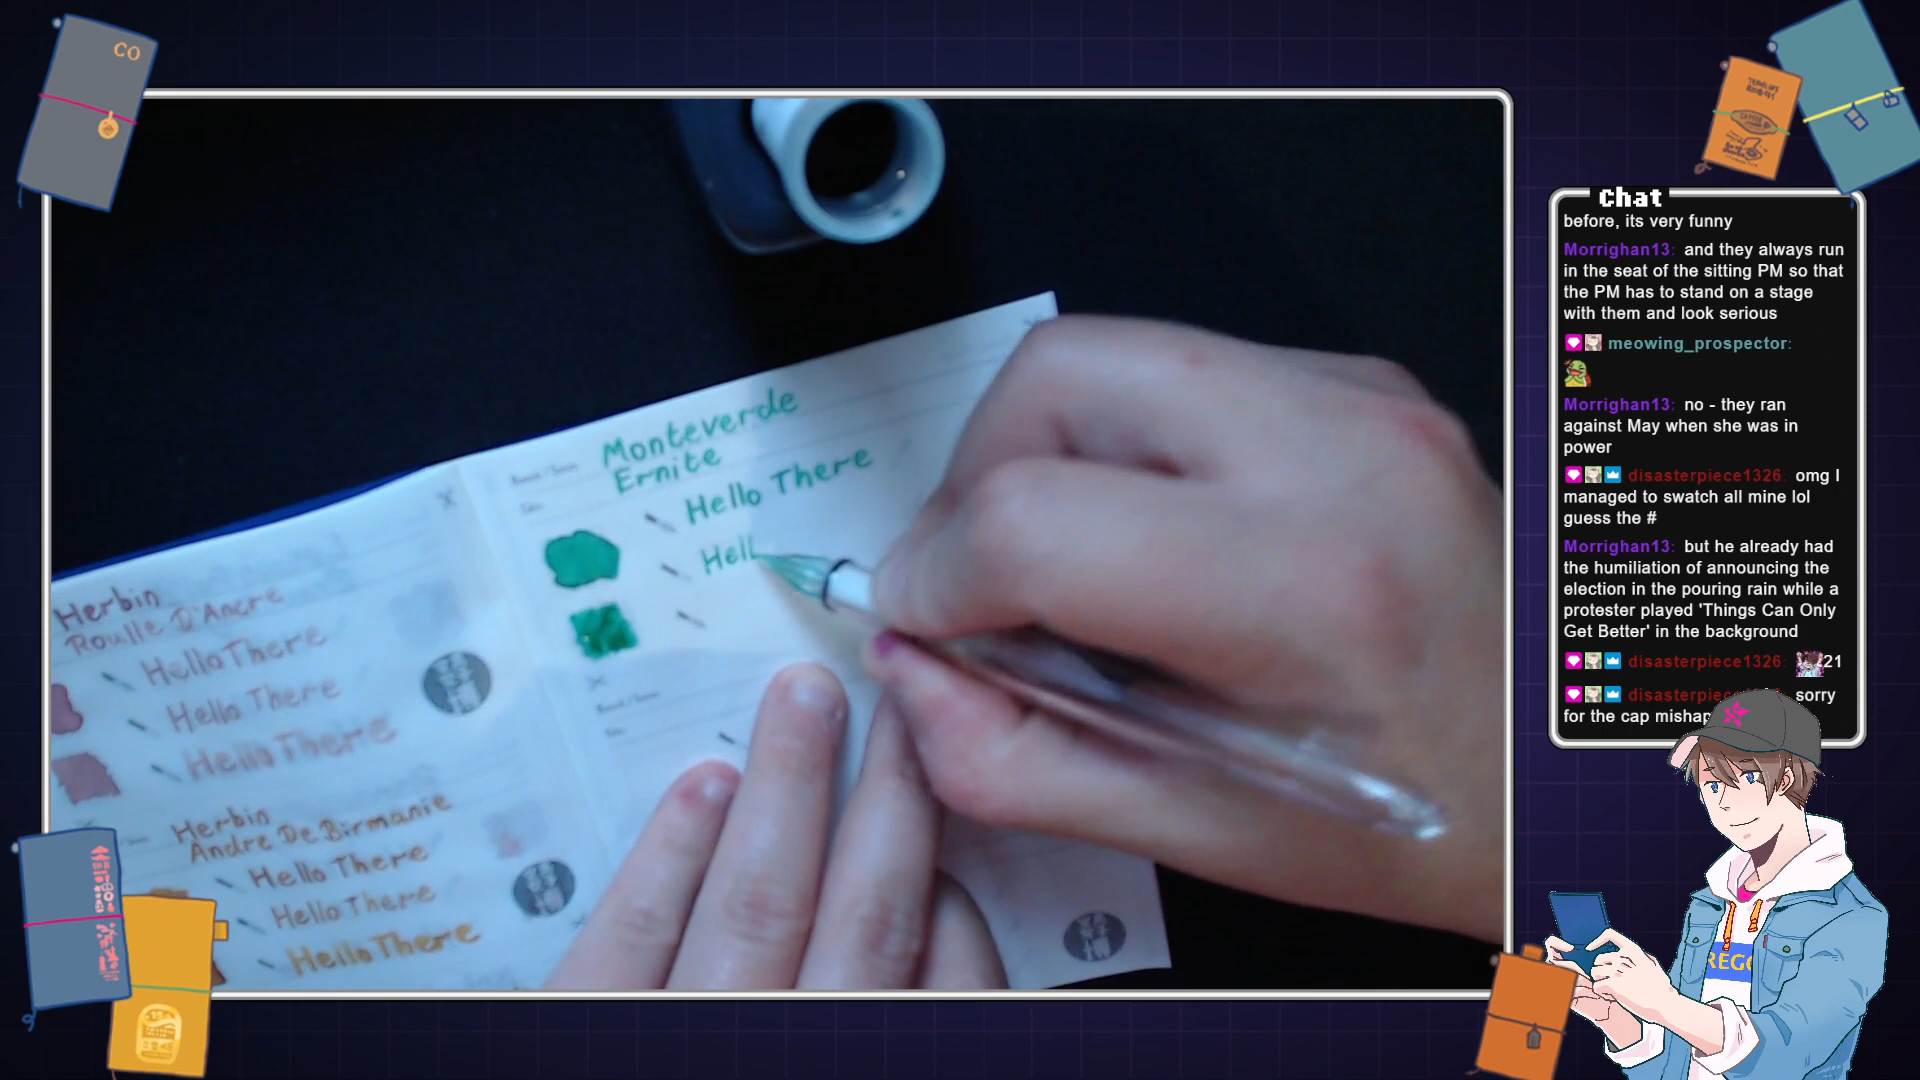 CO
Chat
before, its very funny
Morrighan13: and they always run
in the seat of the sitting PM so that
the PM has to stand on a stage
with them and look serious
meowing_prospector:
Morrighan13: no - they ran
against May when she was in
power
disasterpiece1326: omg I
managed to swatch all mine lol
guess the #
Morrighan13: but he already had
the humiliation of announcing the
election in the pouring rain while a
protester played 'Things Can Only
Get Better' in the background
disasterpiece1326: 21
sorry
for the cap mishap
Monteverde
Ernite
Hello There
Hell
Herbin
Roulle D'Ancre
Hello There
Hello There
Hello There
Herbin
Andre De Birmanie
Hello There
Hello There
Hello There
REGO